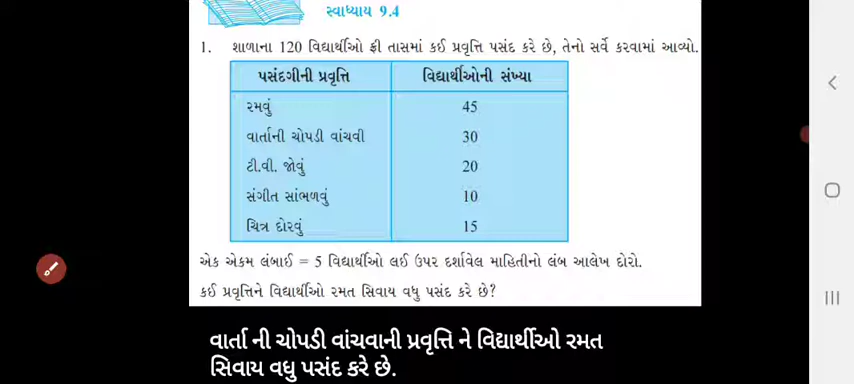 સ્વાધ્યાય 9.4
1. શાળાના 120 વિદ્યાર્થીઓ ફ્રી તાસમાં કઈ પ્રવૃત્તિ પસંદ કરે છે, તેનો સર્વે કરવામાં આવ્યો.
પસંદગીની પ્રવૃત્તિ વિદ્યાર્થીઓની સંખ્યા
રમવું 45
વાર્તાની ચોપડી વાંચવી 30
ટી.વી. જોવું 20
સંગીત સાંભળવું 10
ચિત્ર દોરવું 15
એક એકમ લંબાઈ = 5 વિદ્યાર્થીઓ લઈ ઉપર દર્શાવેલ માહિતીનો લંબ આલેખ દોરો.
કઈ પ્રવૃત્તિને વિદ્યાર્થીઓ રમત સિવાય વધુ પસંદ કરે છે?
વાર્તા ની ચોપડી વાંચવાની પ્રવૃત્તિ ને વિદ્યાર્થીઓ રમત
સિવાય વધુ પસંદ કરે છે.